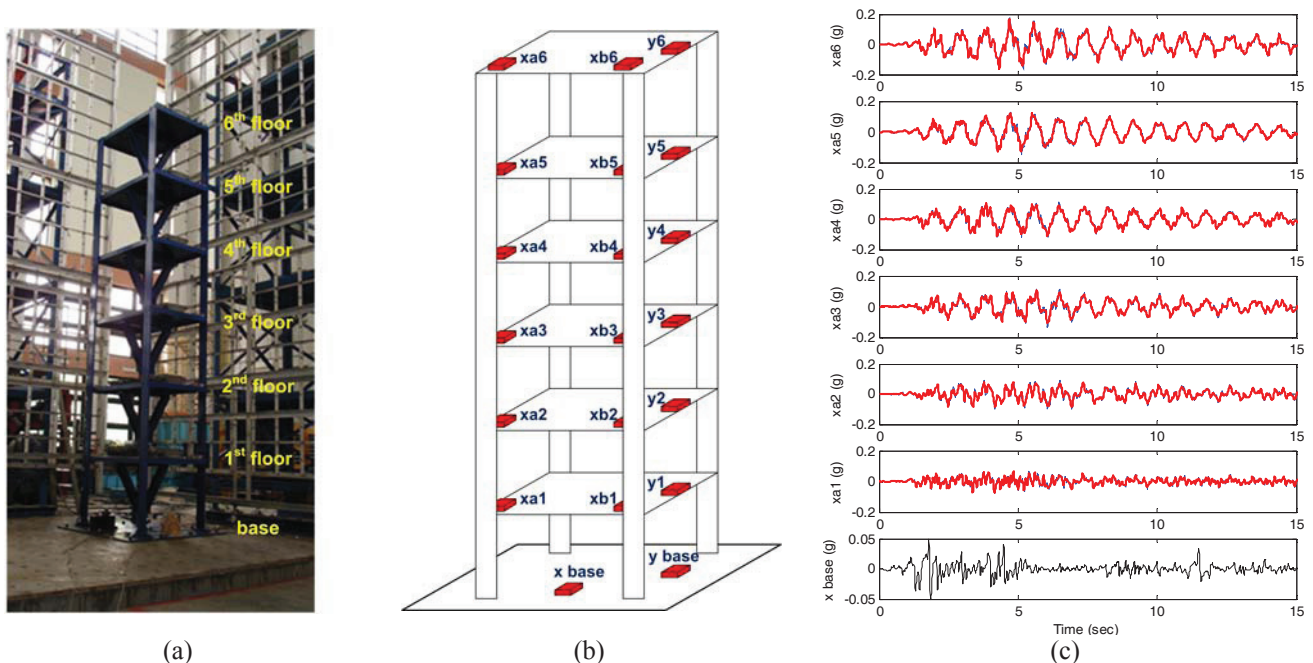 6th floor
5th floor
4th floor
3rd floor
2nd floor
1st floor
base
(a)
xa6 xb6 y6
xa5 xb5 y5
xa4 xb4 y4
xa3 xb3 y3
xa2 xb2 y2
xa1 xb1 y1
x base y base
(b)
xa6 (g)
0.2
0
-0.2
0 5 10 15
xa5 (g)
0.2
0
-0.2
0 5 10 15
xa4 (g)
0.2
0
-0.2
0 5 10 15
xa3 (g)
0.2
0
-0.2
0 5 10 15
xa2 (g)
0.2
0
-0.2
0 5 10 15
xa1 (g)
0.2
0
-0.2
0 5 10 15
x base (g)
0.05
0
-0.05
0 5 10 15
Time (sec)
(c)